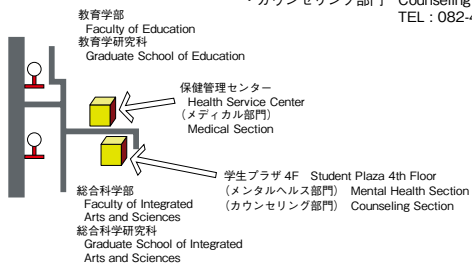 ・カウンセリング部門 Counseling
TEL : 082-4
教育学部
Faculty of Education
教育学研究科
Graduate School of Education
保健管理センター
Health Service Center
（メディカル部門）
Medical Section
学生プラザ 4F Student Plaza 4th Floor
（メンタルヘルス部門） Mental Health Section
（カウンセリング部門） Counseling Section
総合科学部
Faculty of Integrated
Arts and Sciences
総合科学研究科
Graduate School of Integrated
Arts and Sciences